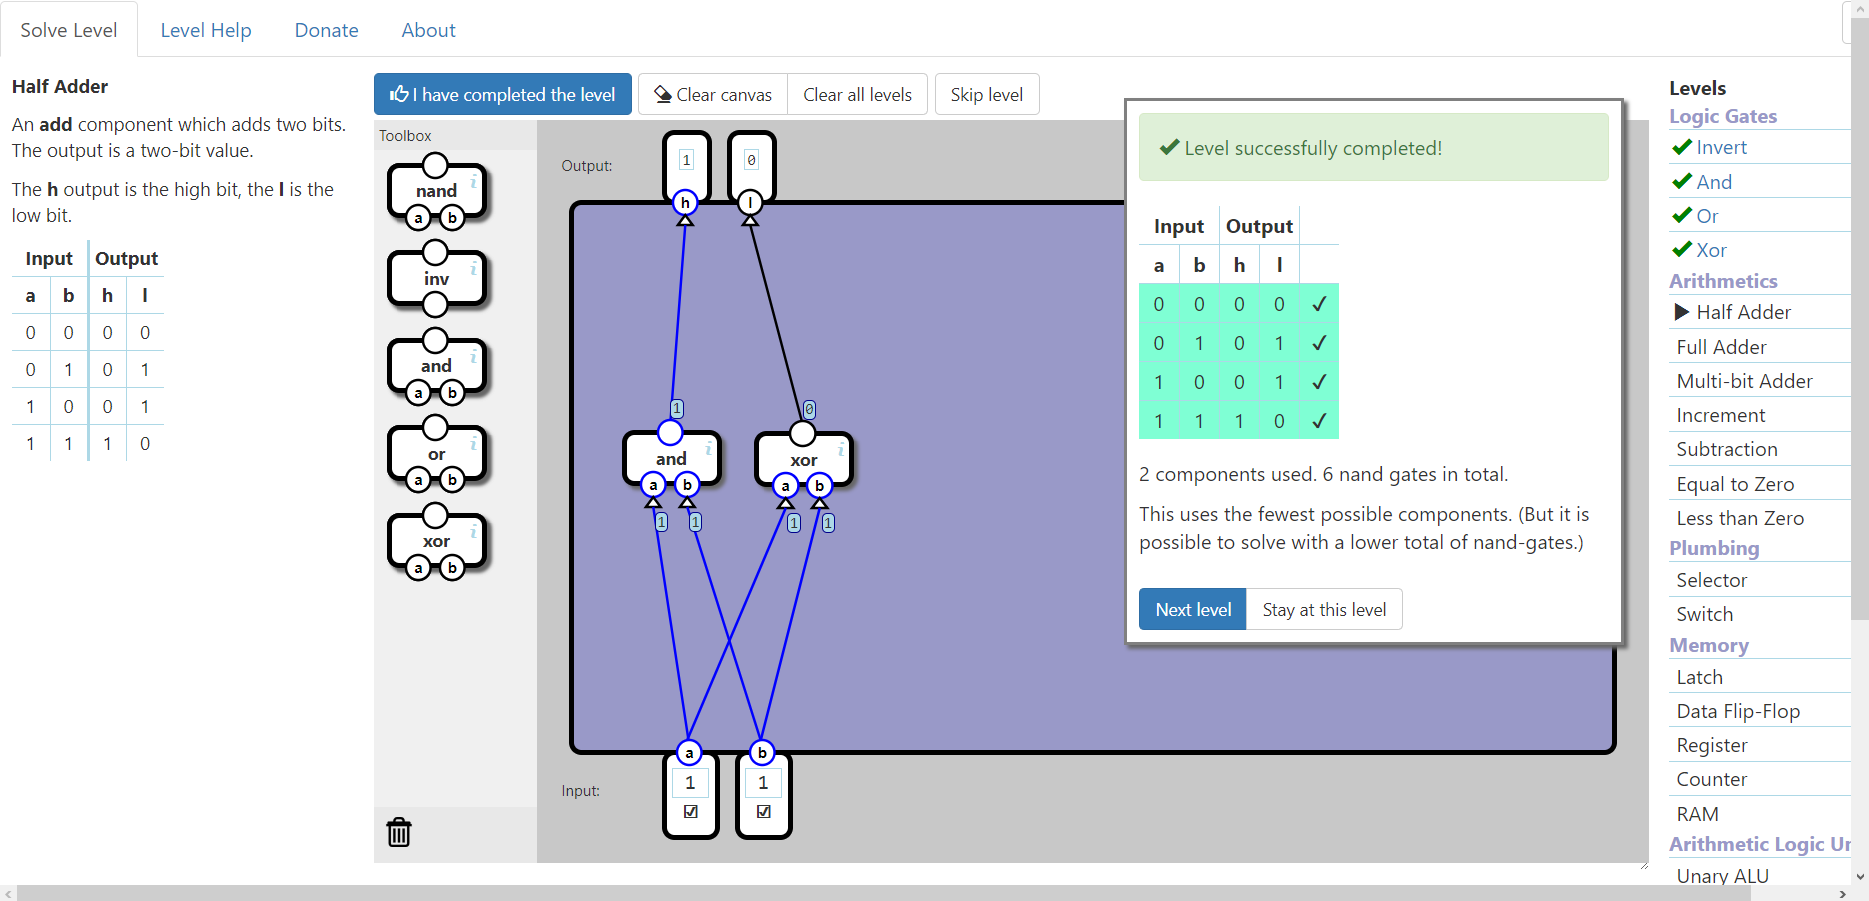 Solve Level
Level Help
Donate
About
Half Adder
An add component which adds two bits.
The output is a two-bit value.
The h output is the high bit, the l is the
low bit.
Input Output
a b h l
0 0 0 0
0 1 0 1
1 0 0 1
1 1 1 0
I have completed the level
Clear canvas
Clear all levels
Skip level
Toolbox
nand
a b
inv
and
a b
or
a b
xor
a b
Output:
1 0
h l
1 0
and xor
a b a b
1 1 1 1
a b
Input:
1 1
Level successfully completed!
Input Output
a b h l
0 0 0 0 ✓
0 1 0 1 ✓
1 0 0 1 ✓
1 1 1 0 ✓
2 components used. 6 nand gates in total.
This uses the fewest possible components. (But it is
possible to solve with a lower total of nand-gates.)
Next level
Stay at this level
Levels
Logic Gates
Invert
And
Or
Xor
Arithmetics
Half Adder
Full Adder
Multi-bit Adder
Increment
Subtraction
Equal to Zero
Less than Zero
Plumbing
Selector
Switch
Memory
Latch
Data Flip-Flop
Register
Counter
RAM
Arithmetic Logic
Unary ALU